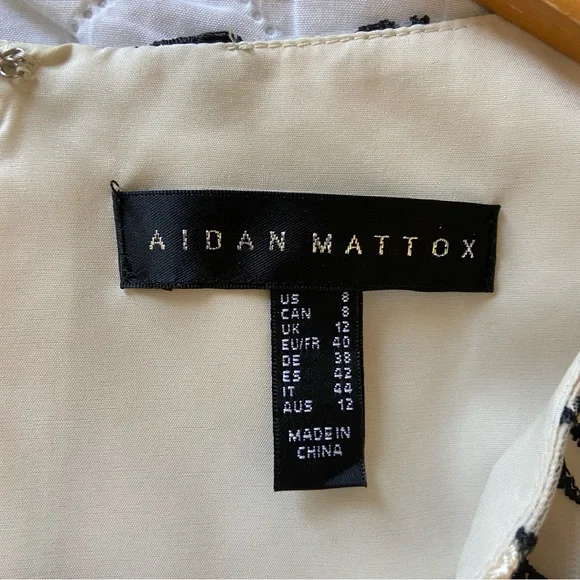 AIDAN MATTOX
US 8
CAN 8
UK 12
EU/FR 40
DE 38
ES 42
IT 44
AUS 12
MADE IN
CHINA